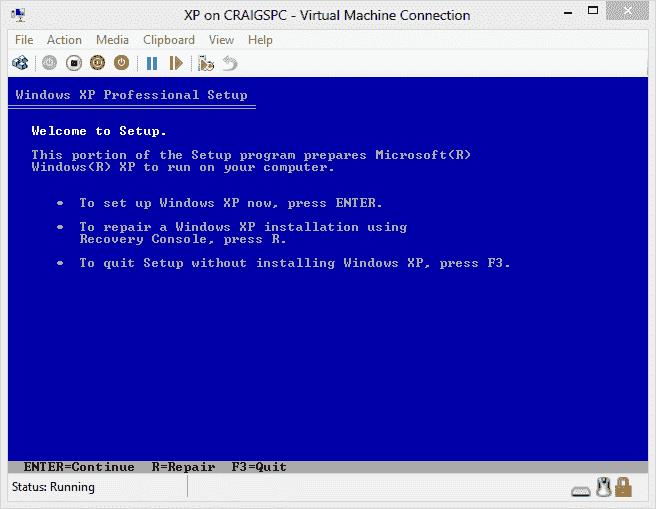 XP on CRAIGSPC - Virtual Machine Connection
File Action Media Clipboard View Help
Windows XP Professional Setup
Welcome to Setup.
This portion of the Setup program prepares Microsoft(R)
Windows(R) XP to run on your computer.
• To set up Windows XP now, press ENTER.
• To repair a Windows XP installation using
Recovery Console, press R.
• To quit Setup without installing Windows XP, press F3.
ENTER=Continue R=Repair F3=Quit
Status: Running